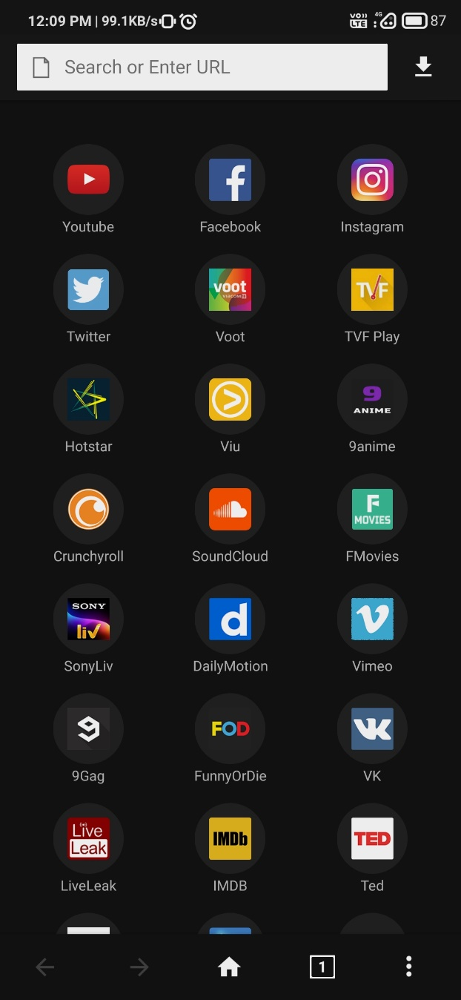 12:09 PM | 99.1KB/s
VO))
LTE
4G
87
Search or Enter URL
Youtube
f
Facebook
Instagram
Twitter
voot
VIACOM18
Voot
TVF
TVF Play
Hotstar
Viu
9
ANIME
9anime
Crunchyroll
SoundCloud
F
MOVIES
FMovies
SONY
liv
SonyLiv
d
DailyMotion
V
Vimeo
9
9Gag
FOD
FunnyOrDie
VK
VK
Live
Leak
LiveLeak
IMDb
IMDB
TED
Ted
1